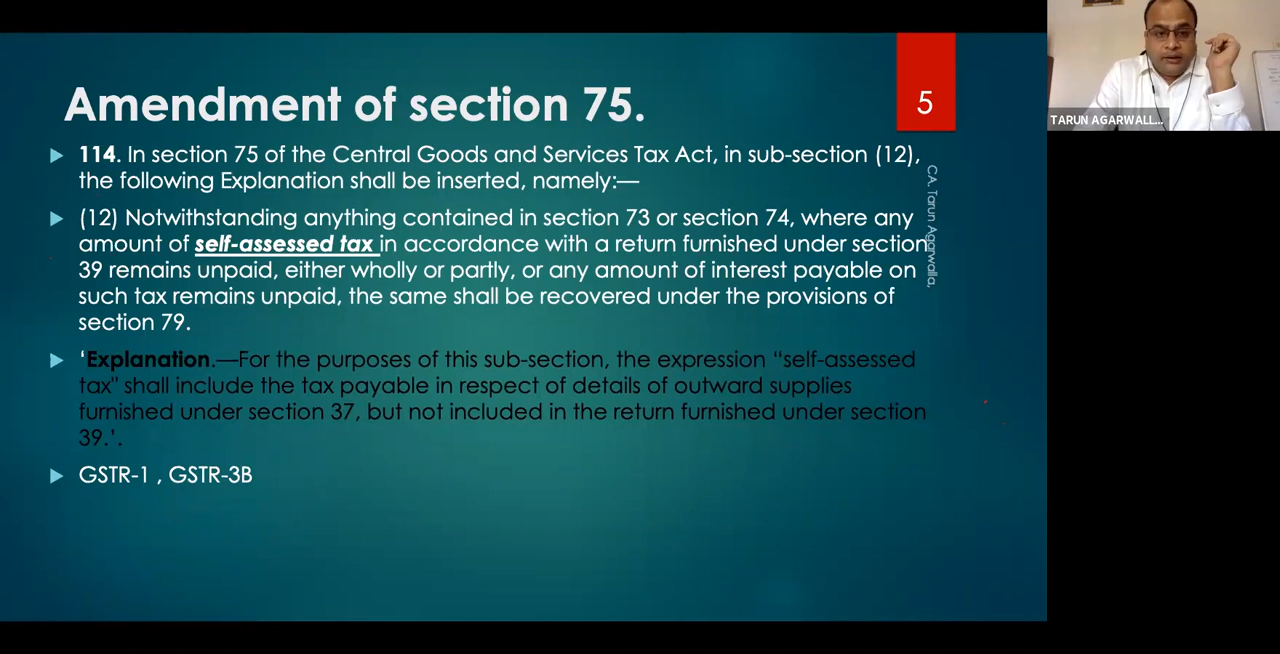 Amendment of section 75.
5
114. In section 75 of the Central Goods and Services Tax Act, in sub-section (12),
the following Explanation shall be inserted, namely:—
(12) Notwithstanding anything contained in section 73 or section 74, where any
amount of self-assessed tax in accordance with a return furnished under section
39 remains unpaid, either wholly or partly, or any amount of interest payable on
such tax remains unpaid, the same shall be recovered under the provisions of
section 79.
‘Explanation.—For the purposes of this sub-section, the expression “self-assessed
tax" shall include the tax payable in respect of details of outward supplies
furnished under section 37, but not included in the return furnished under section
39.’.
GSTR-1 , GSTR-3B
CA. Tarun Agarwalla,
TARUN AGARWALL...